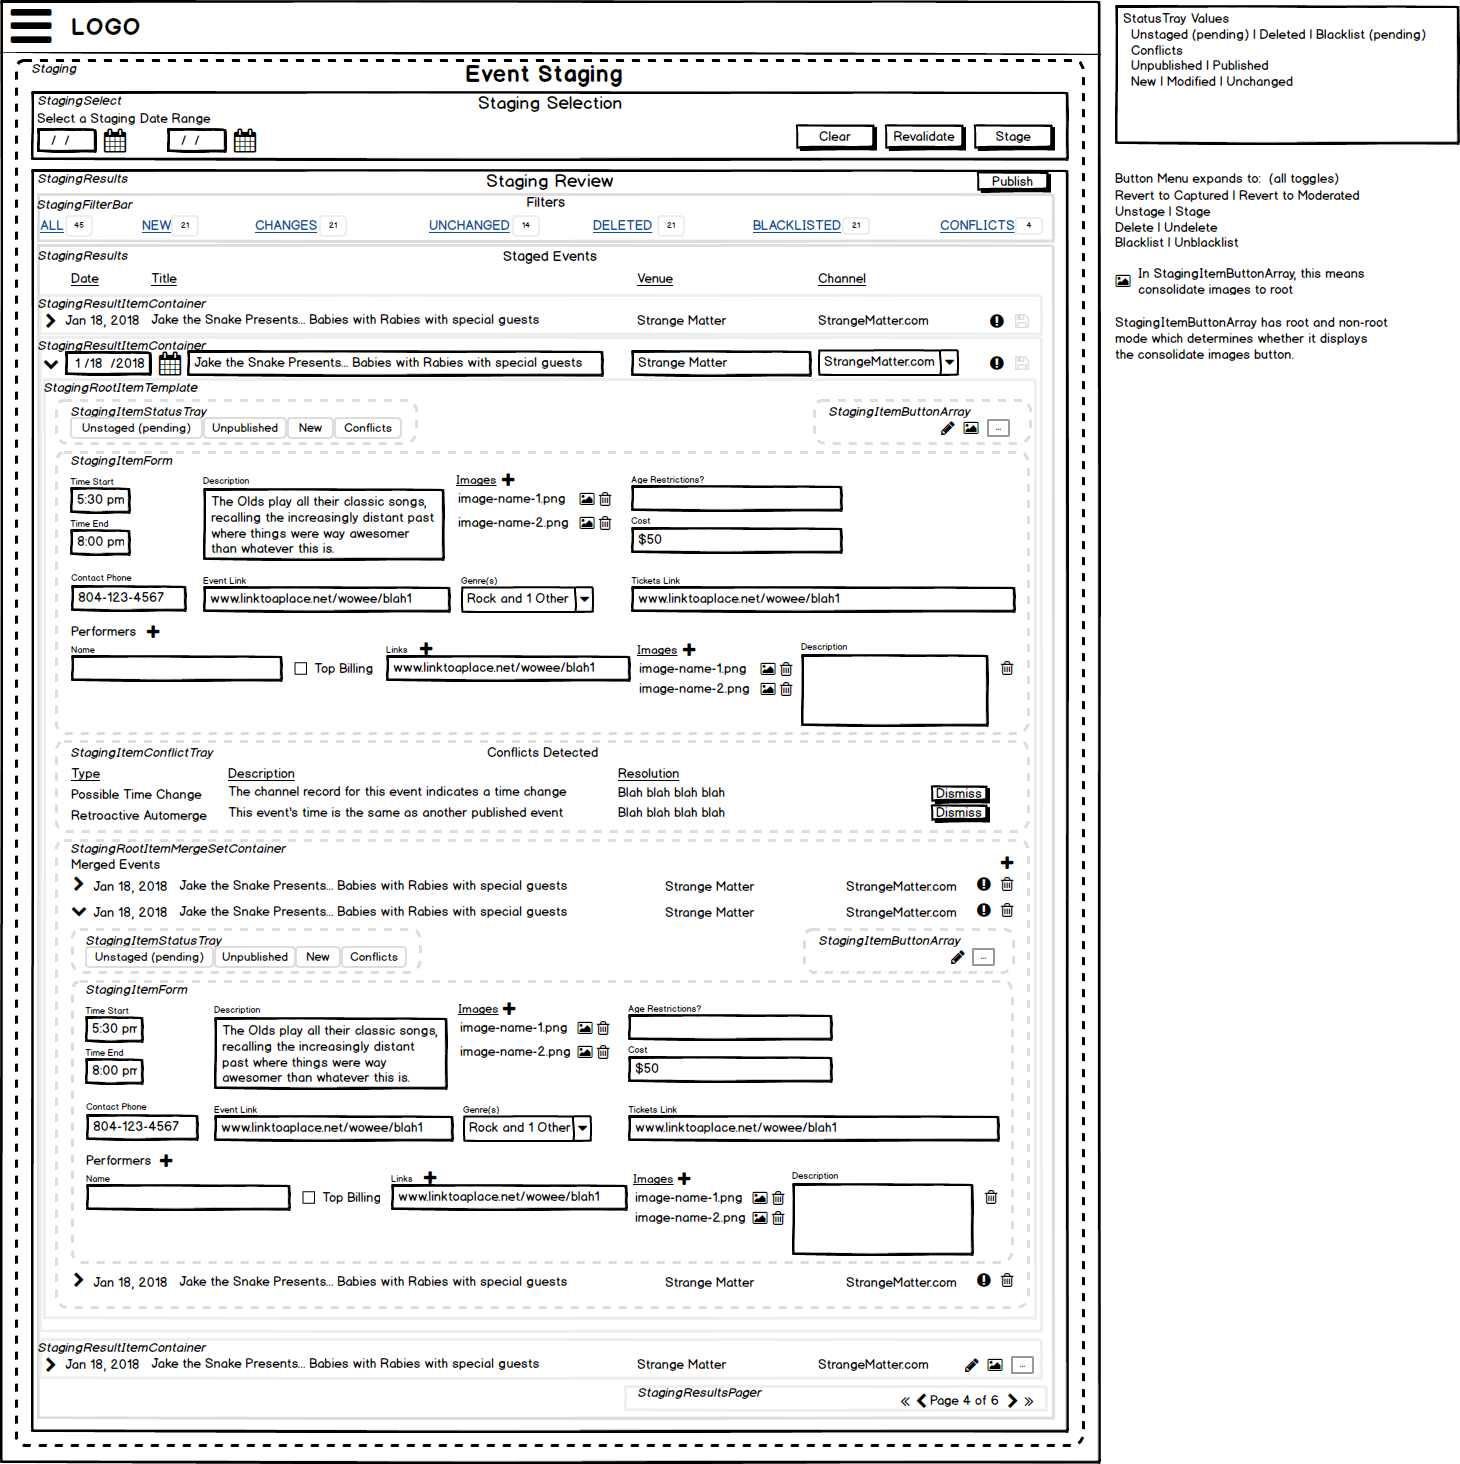 LOGO
Staging
Event Staging
StagingSelect
Staging Selection
Select a Staging Date Range
/ /
/ /
Clear
Revalidate
Stage
StagingResults
Staging Review
Publish
StagingFilterBar
Filters
ALL 45
NEW 21
CHANGES 21
UNCHANGED 14
DELETED 21
BLACKLISTED 21
CONFLICTS 4
StagingResults
Staged Events
Date Title Venue Channel
StagingResultItemContainer
Jan 18, 2018 Jake the Snake Presents... Babies with Rabies with special guests Strange Matter StrangeMatter.com
StagingResultItemContainer
1 /18 /2018 Jake the Snake Presents... Babies with Rabies with special guests Strange Matter StrangeMatter.com
StagingRootItemTemplate
StagingItemStatusTray
Unstaged (pending) Unpublished New Conflicts
StagingItemButtonArray
...
StagingItemForm
Time Start
5:30 pm
Time End
8:00 pm
Description
The Olds play all their classic songs,
recalling the increasingly distant past
where things were way awesomer
than whatever this is.
Images
image-name-1.png
image-name-2.png
Age Restrictions?
Cost
$50
Contact Phone
804-123-4567
Event Link
www.linktoaplace.net/wowee/blah1
Genre(s)
Rock and 1 Other
Tickets Link
www.linktoaplace.net/wowee/blah1
Performers
Name
Top Billing
Links
www.linktoaplace.net/wowee/blah1
Images
image-name-1.png
image-name-2.png
Description
StagingItemConflictTray
Conflicts Detected
Type Description Resolution
Possible Time Change The channel record for this event indicates a time change Blah blah blah blah Dismiss
Retroactive Automerge This event's time is the same as another published event Blah blah blah blah Dismiss
StagingRootItemMergeSetContainer
Merged Events
Jan 18, 2018 Jake the Snake Presents... Babies with Rabies with special guests Strange Matter StrangeMatter.com
Jan 18, 2018 Jake the Snake Presents... Babies with Rabies with special guests Strange Matter StrangeMatter.com
StagingItemStatusTray
Unstaged (pending) Unpublished New Conflicts
StagingItemButtonArray
...
StagingItemForm
Time Start
5:30 pm
Time End
8:00 pm
Description
The Olds play all their classic songs,
recalling the increasingly distant
past where things were way
awesomer than whatever this is.
Images
image-name-1.png
image-name-2.png
Age Restrictions?
Cost
$50
Contact Phone
804-123-4567
Event Link
www.linktoaplace.net/wowee/blah1
Genre(s)
Rock and 1 Other
Tickets Link
www.linktoaplace.net/wowee/blah1
Performers
Name
Top Billing
Links
www.linktoaplace.net/wowee/blah1
Images
image-name-1.png
image-name-2.png
Description
Jan 18, 2018 Jake the Snake Presents... Babies with Rabies with special guests Strange Matter StrangeMatter.com
StagingResultItemContainer
Jan 18, 2018 Jake the Snake Presents... Babies with Rabies with special guests Strange Matter StrangeMatter.com ...
StagingResultsPager
« Page 4 of 6 »
StatusTray Values
Unstaged (pending) | Deleted | Blacklist (pending)
Conflicts
Unpublished | Published
New | Modified | Unchanged
Button Menu expands to: (all toggles)
Revert to Captured | Revert to Moderated
Unstage | Stage
Delete | Undelete
Blacklist | Unblacklist
In StagingItemButtonArray, this means
consolidate images to root
StagingItemButtonArray has root and non-root
mode which determines whether it displays
the consolidate images button.